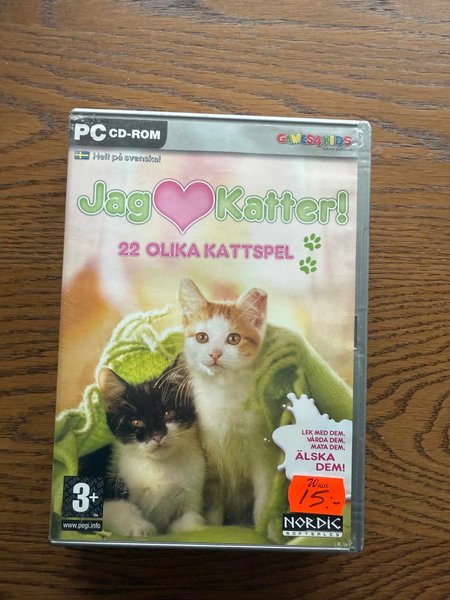 PC CD-ROM
GAMES4KIDS
Helt på svenska!
Jag Katter!
22 OLIKA KATTSPEL
LEK MED DEM,
VÅRDA DEM,
MATA DEM,
ÄLSKA
DEM!
15:-
3+
www.pegi.info
NORDIC
SOFTSALES